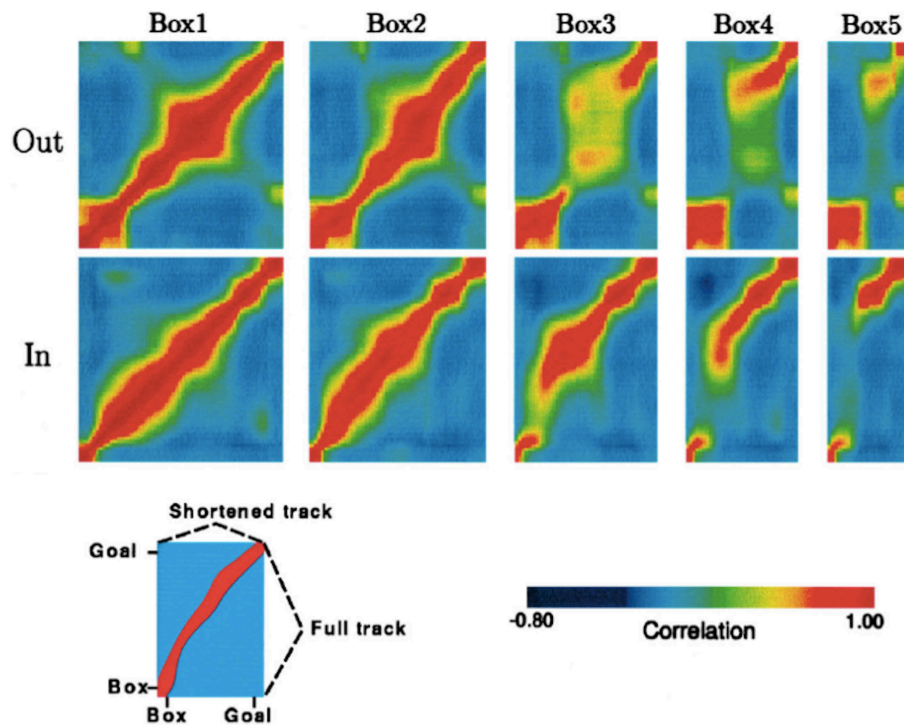 Box1 Box2 Box3 Box4 Box5
Out
In
Shortened track
Goal
Full track
Box
Box Goal
-0.80 1.00
Correlation